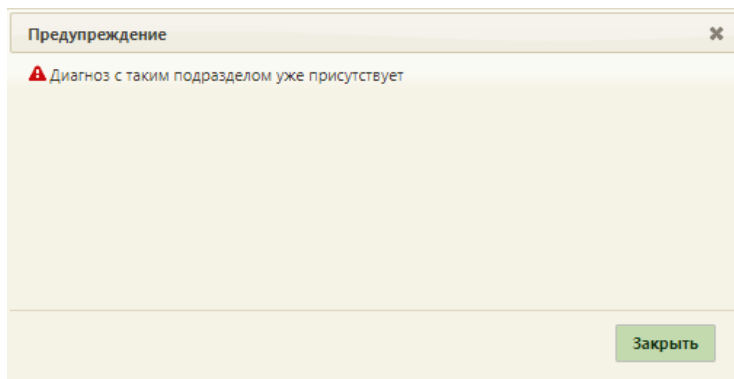 Предупреждение
Диагноз с таким подразделом уже присутствует
Закрыть